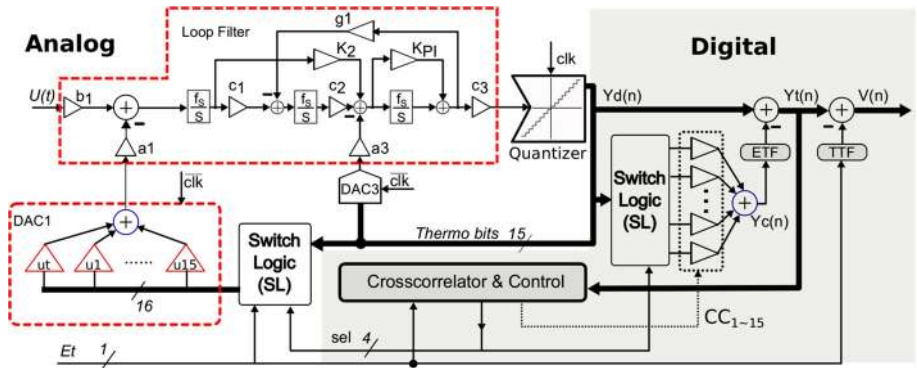 Analog
Loop Filter
g1
K2
KPI
clk
Digital
U(t)
b1
fs
S
c1
fs
S
c2
fs
S
c3
Yd(n)
Yt(n)
V(n)
a1
a3
Quantizer
ETF
TTF
clk
DAC3
clk
Switch
Logic
(SL)
Yc(n)
DAC1
Thermo bits 15
ut
u1
......
u15
Switch
Logic
(SL)
16
Crosscorrelator & Control
CC1~15
sel 4
Et
1